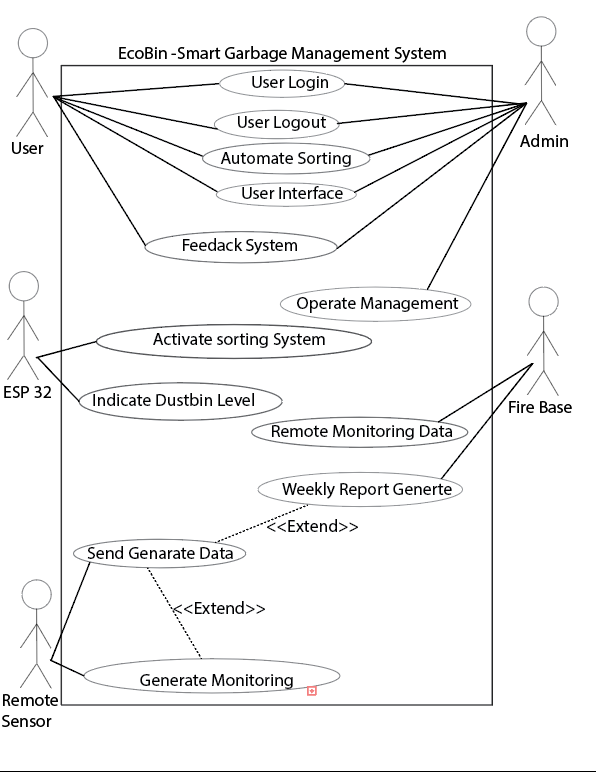 EcoBin -Smart Garbage Management System
User Login
User Logout
User
Admin
Automate Sorting
User Interface
Feedack System
Operate Management
Activate sorting System
ESP 32
Indicate Dustbin Level
Fire Base
Remote Monitoring Data
Weekly Report Generte
<<Extend>>
Send Genarate Data
<<Extend>>
Generate Monitoring
Remote
Sensor